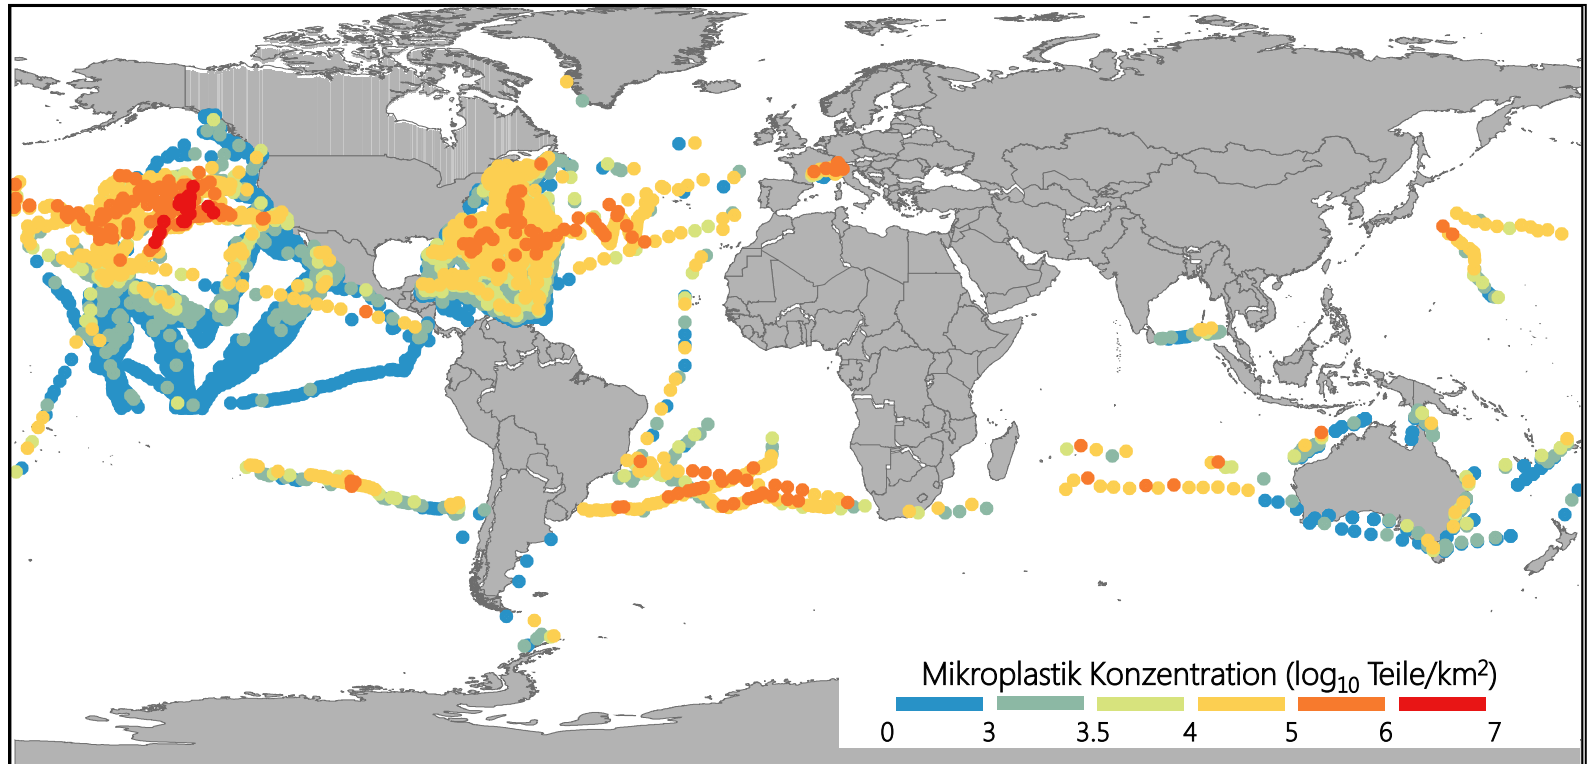 Mikroplastik Konzentration (log₁₀ Teile/km²)
0 3 3.5 4 5 6 7